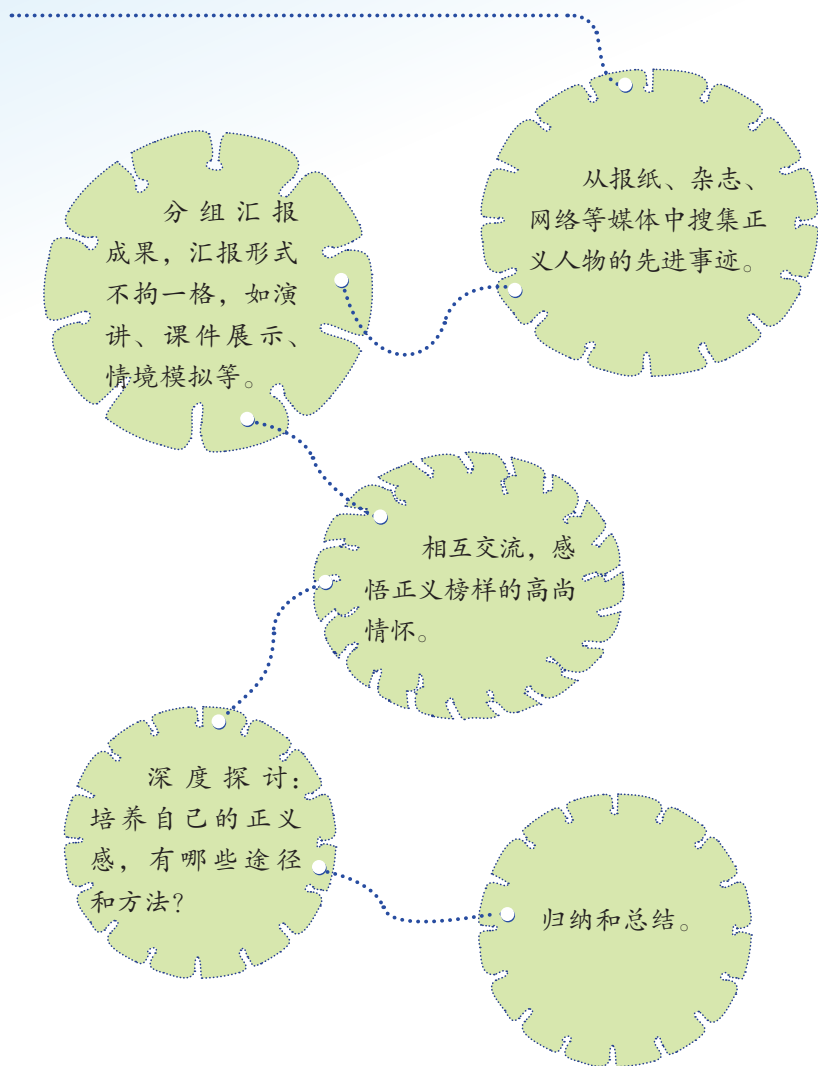 从报纸、杂志、
网络等媒体中搜集正
义人物的先进事迹。
分组汇报
成果，汇报形式
不拘一格，如演
讲、课件展示、
情境模拟等。
相互交流，感
悟正义榜样的高尚
情怀。
深度探讨：
培养自己的正义
感，有哪些途径
和方法？
归纳和总结。